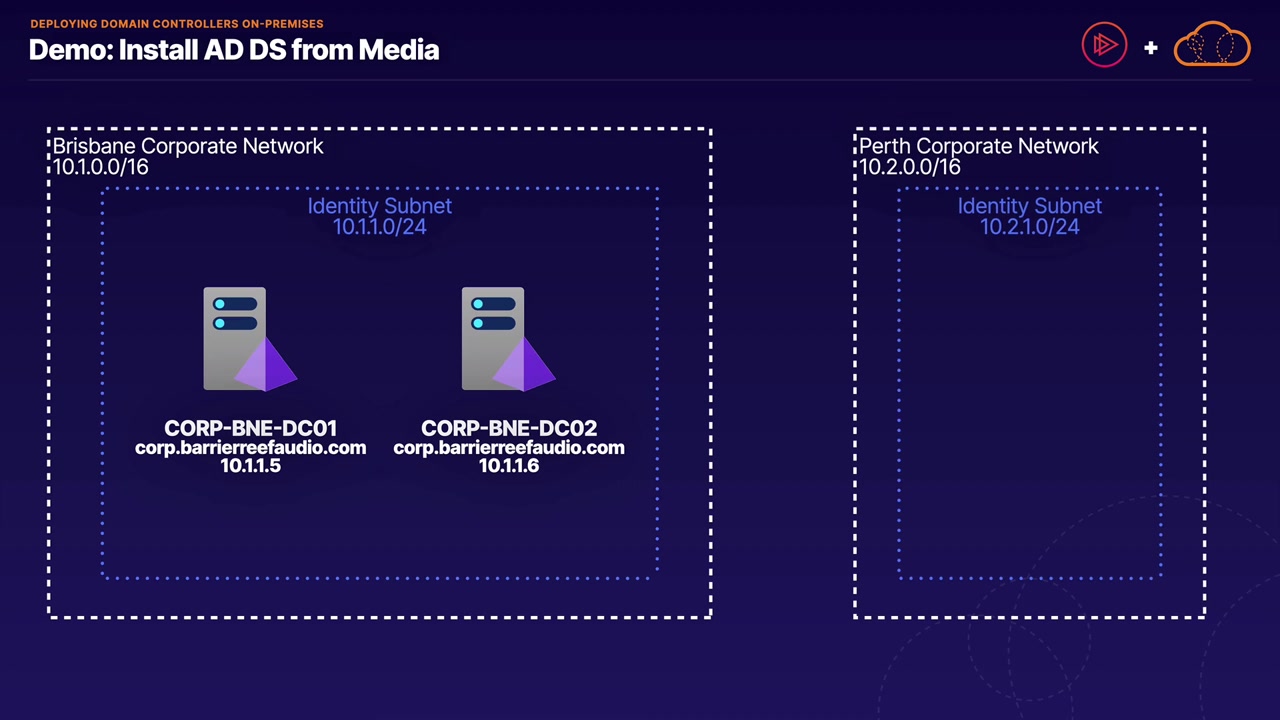 DEPLOYING DOMAIN CONTROLLERS ON-PREMISES
Demo: Install AD DS from Media
+
Brisbane Corporate Network
10.1.0.0/16
Identity Subnet
10.1.1.0/24
CORP-BNE-DC01
corp.barrierreefaudio.com
10.1.1.5
CORP-BNE-DC02
corp.barrierreefaudio.com
10.1.1.6
Perth Corporate Network
10.2.0.0/16
Identity Subnet
10.2.1.0/24